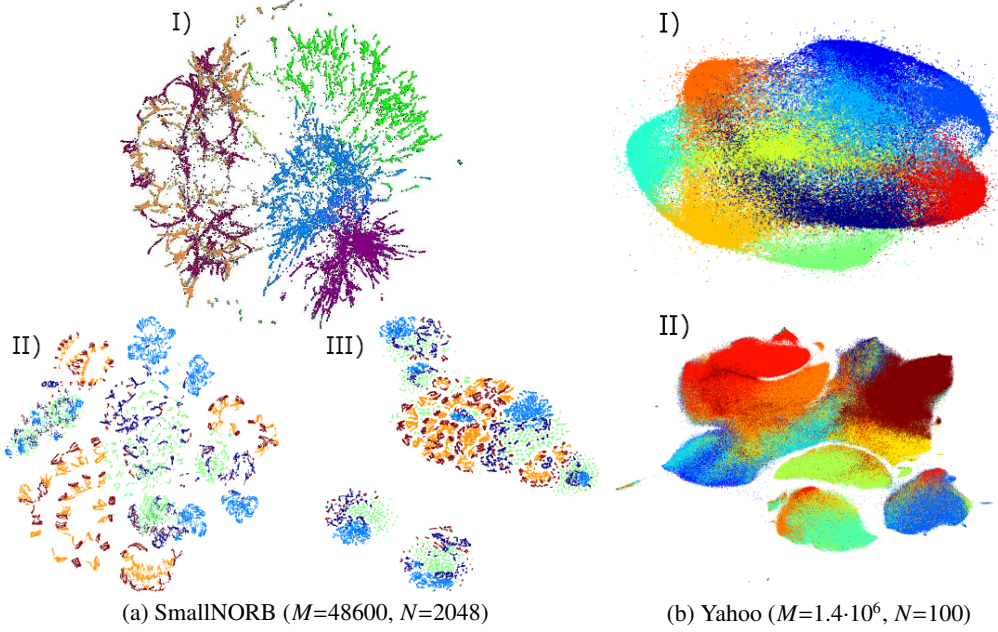 I)
I)
II)
III)
II)
(a) SmallNORB (M=48600, N=2048)
(b) Yahoo (M=1.4·10⁶, N=100)